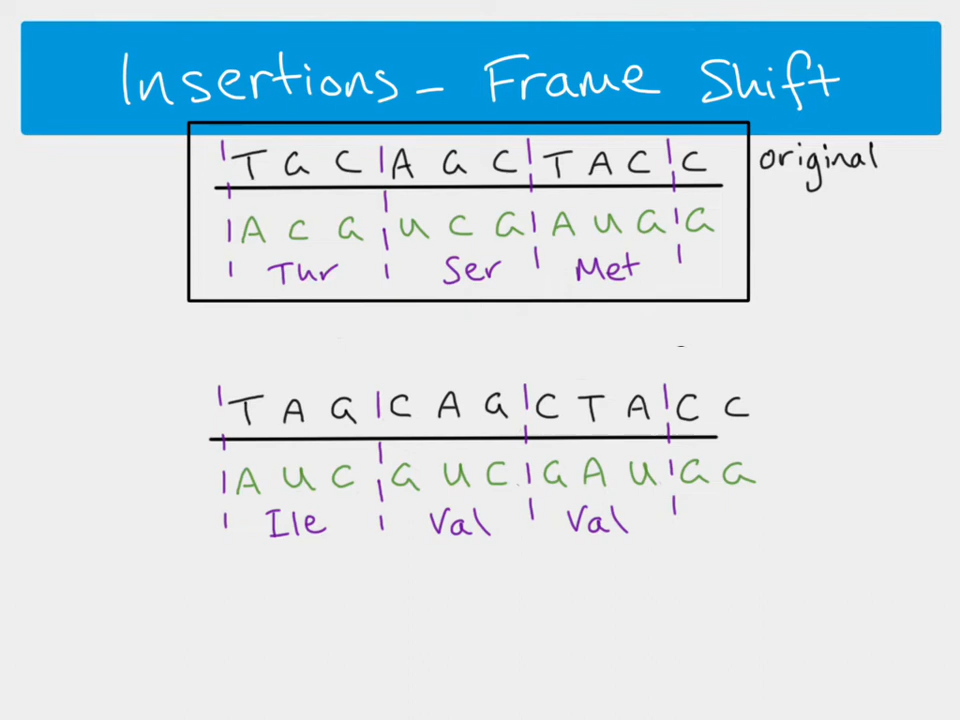 Insertions - Frame Shift
T G C | A G C | T A C | C original
A C G | U C G | A U G | G
Thr | Ser | Met |
T A G | C A G | C T A | C C
A U C | G U C | G A U | G G
Ile | Val | Val |